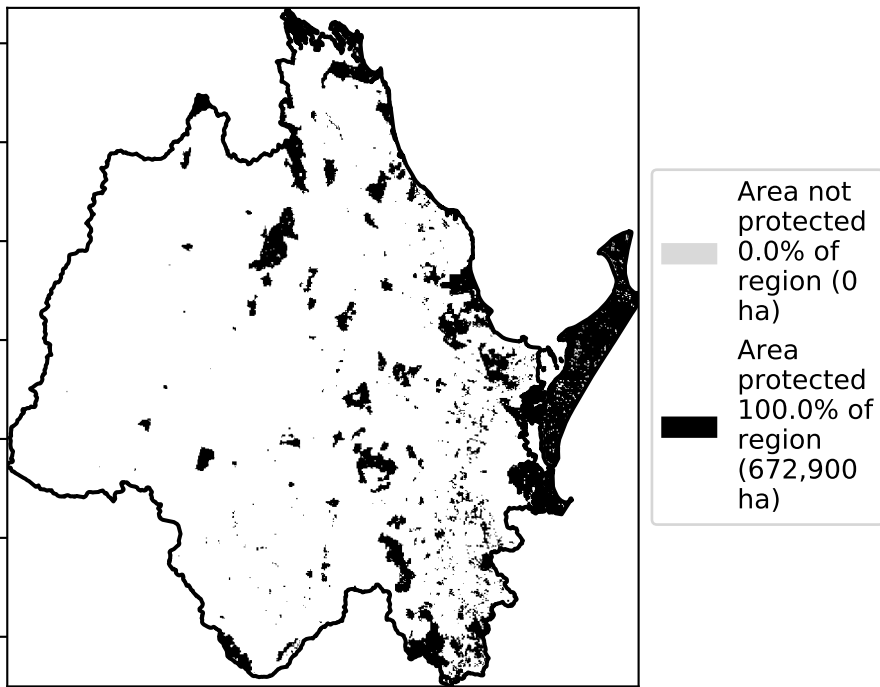 Area not
protected
0.0% of
region (0
ha)
Area
protected
100.0% of
region
(672,900
ha)